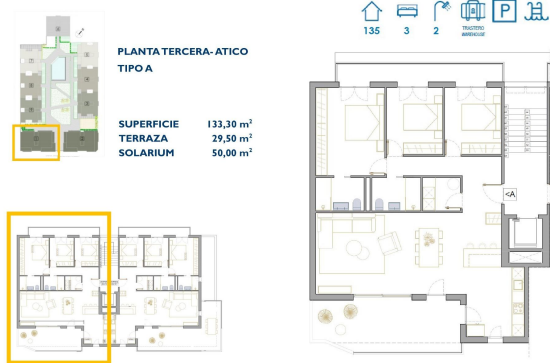 PLANTA TERCERA- ATICO
TIPO A
SUPERFICIE 133,30 m²
TERRAZA 29,50 m²
SOLARIUM 50,00 m²
135 3 2 TRASTERO P
WAREHOUSE
<A